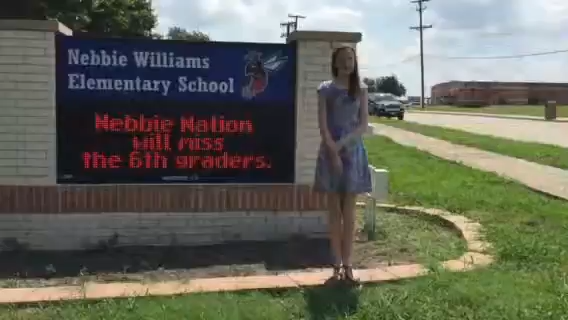 Nebbie Williams
Elementary School
Nebbie Nation
will miss
the 6th graders.